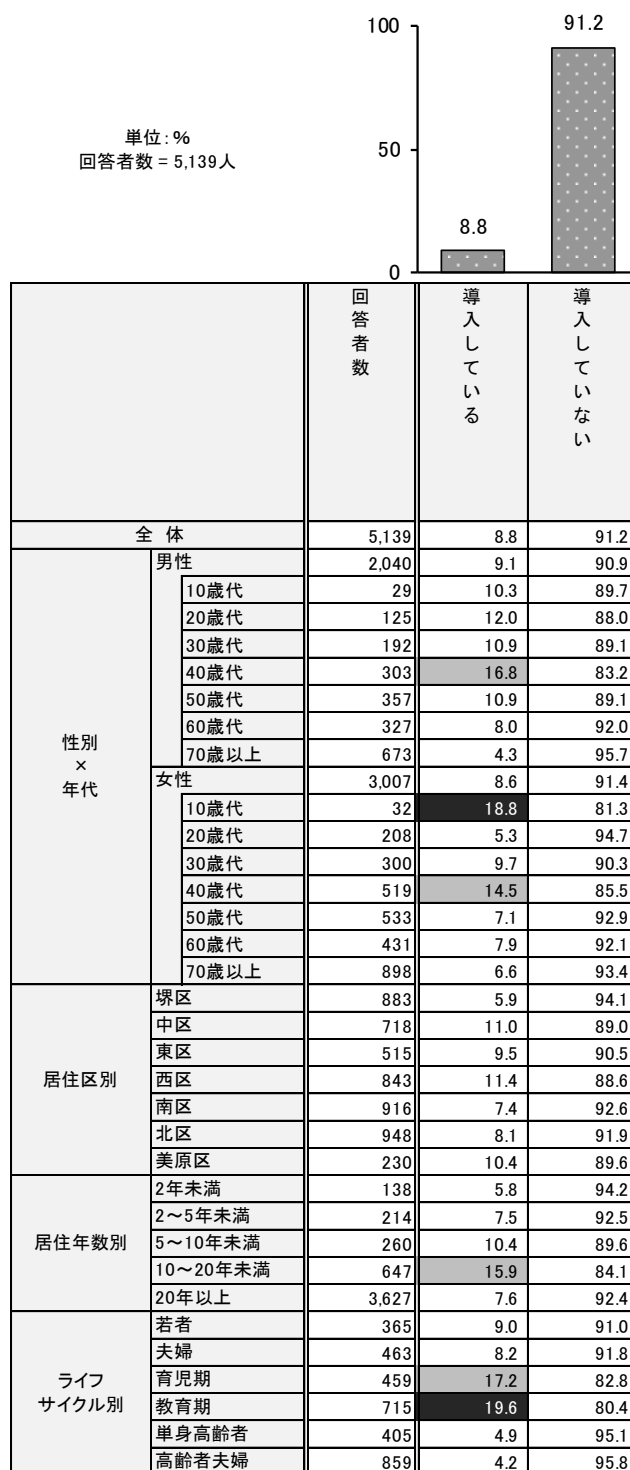 100
50
0
8.8
91.2
単位:%
回答者数 = 5,139人
回答者数 導入している 導入していない
全 体 5,139 8.8 91.2
性別
×
年代
男性 2,040 9.1 90.9
10歳代 29 10.3 89.7
20歳代 125 12.0 88.0
30歳代 192 10.9 89.1
40歳代 303 16.8 83.2
50歳代 357 10.9 89.1
60歳代 327 8.0 92.0
70歳以上 673 4.3 95.7
女性 3,007 8.6 91.4
10歳代 32 18.8 81.3
20歳代 208 5.3 94.7
30歳代 300 9.7 90.3
40歳代 519 14.5 85.5
50歳代 533 7.1 92.9
60歳代 431 7.9 92.1
70歳以上 898 6.6 93.4
居住区別
堺区 883 5.9 94.1
中区 718 11.0 89.0
東区 515 9.5 90.5
西区 843 11.4 88.6
南区 916 7.4 92.6
北区 948 8.1 91.9
美原区 230 10.4 89.6
居住年数別
2年未満 138 5.8 94.2
2～5年未満 214 7.5 92.5
5～10年未満 260 10.4 89.6
10～20年未満 647 15.9 84.1
20年以上 3,627 7.6 92.4
ライフ
サイクル別
若者 365 9.0 91.0
夫婦 463 8.2 91.8
育児期 459 17.2 82.8
教育期 715 19.6 80.4
単身高齢者 405 4.9 95.1
高齢者夫婦 859 4.2 95.8